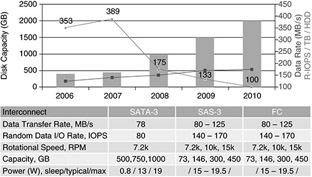 2500
2000
1500
1000
500
0
Disk Capacity (GB)
353
389
175
133
100
450
400
350
300
250
200
150
100
Data Rate (MB/s)
R-IOPS / TB / HDD
2006 2007 2008 2009 2010
Interconnect SATA-3 SAS-3 FC
Data Transfer Rate, MB/s 78 80 – 125 80 – 125
Random Data I/O Rate, IOPS 80 140 – 170 140 – 170
Rotational Speed, RPM 7.2k 7.2k, 10k, 15k 7.2k, 10k, 15k
Capacity, GB 500,750,1000 73, 146, 300, 450 73, 146, 300, 450
Power (W), sleep/typical/max 0.8 / 13 / 19 / 15 – 19.5 / / 15 – 19.5 /